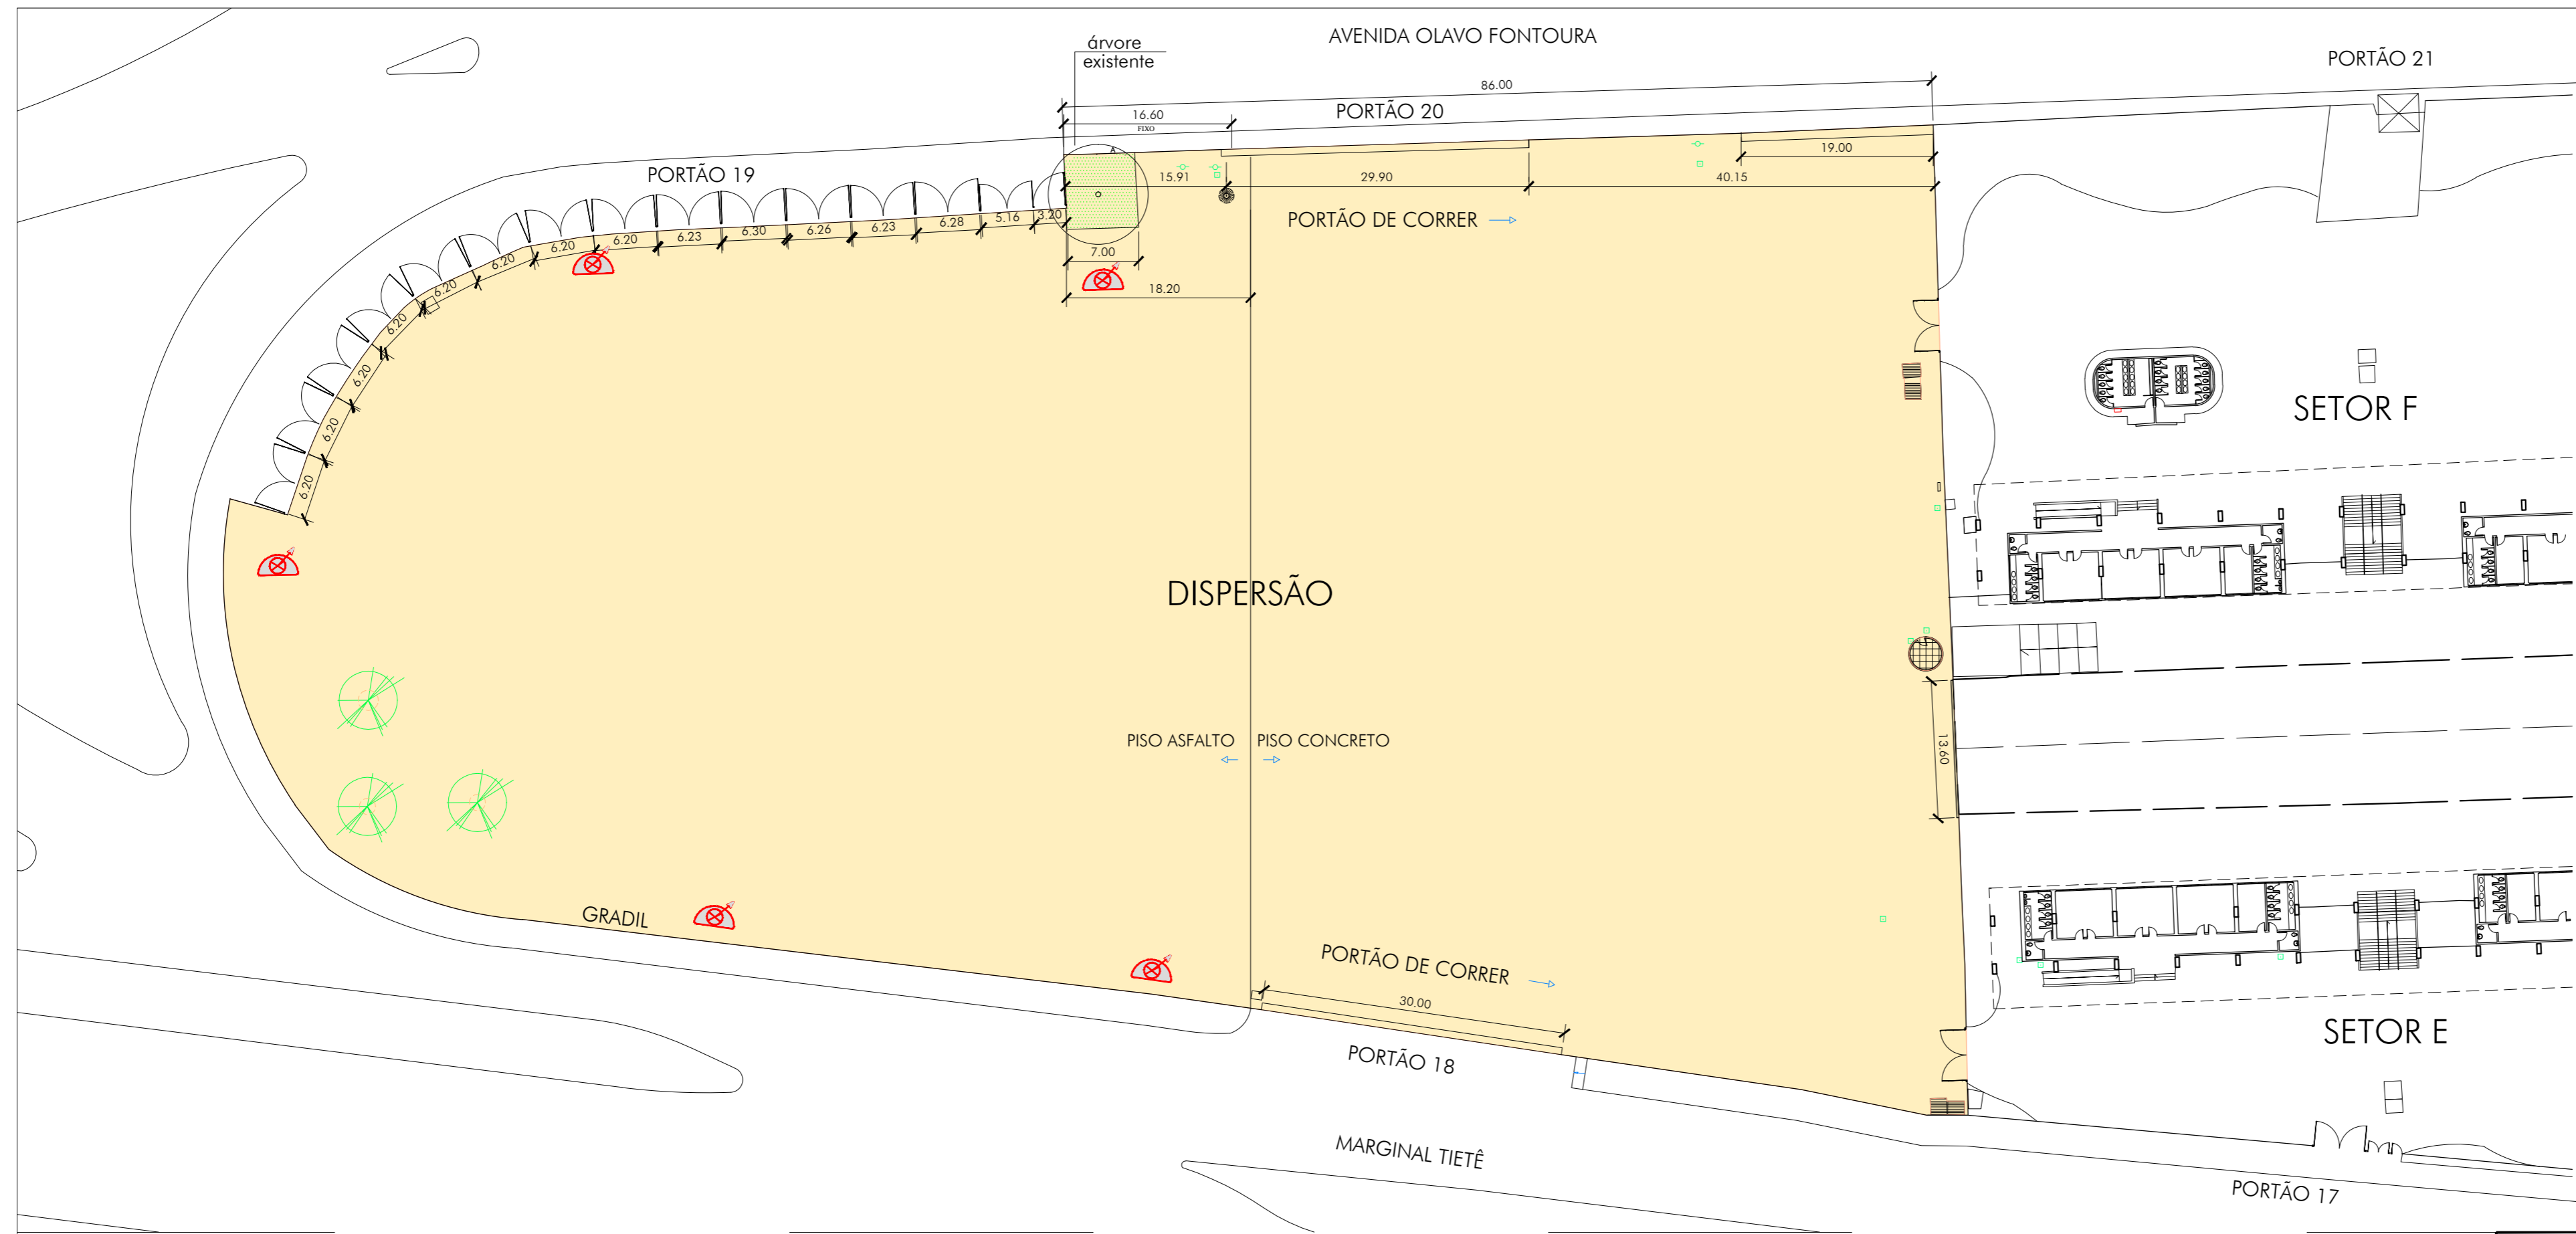 AVENIDA OLAVO FONTOURA
árvore
existente
PORTÃO 21
86.00
PORTÃO 20
16.60
FIXO
A
PORTÃO 19
19.00
15.91
29.90
40.15
PORTÃO DE CORRER
6.20
6.20
6.20
6.20
6.20
6.20
6.20
6.20
6.23
6.30
6.26
6.23
6.28
5.16
3.20
7.00
18.20
SETOR F
DISPERSÃO
PISO ASFALTO
PISO CONCRETO
13.60
GRADIL
PORTÃO DE CORRER
30.00
SETOR E
PORTÃO 18
MARGINAL TIETÊ
PORTÃO 17